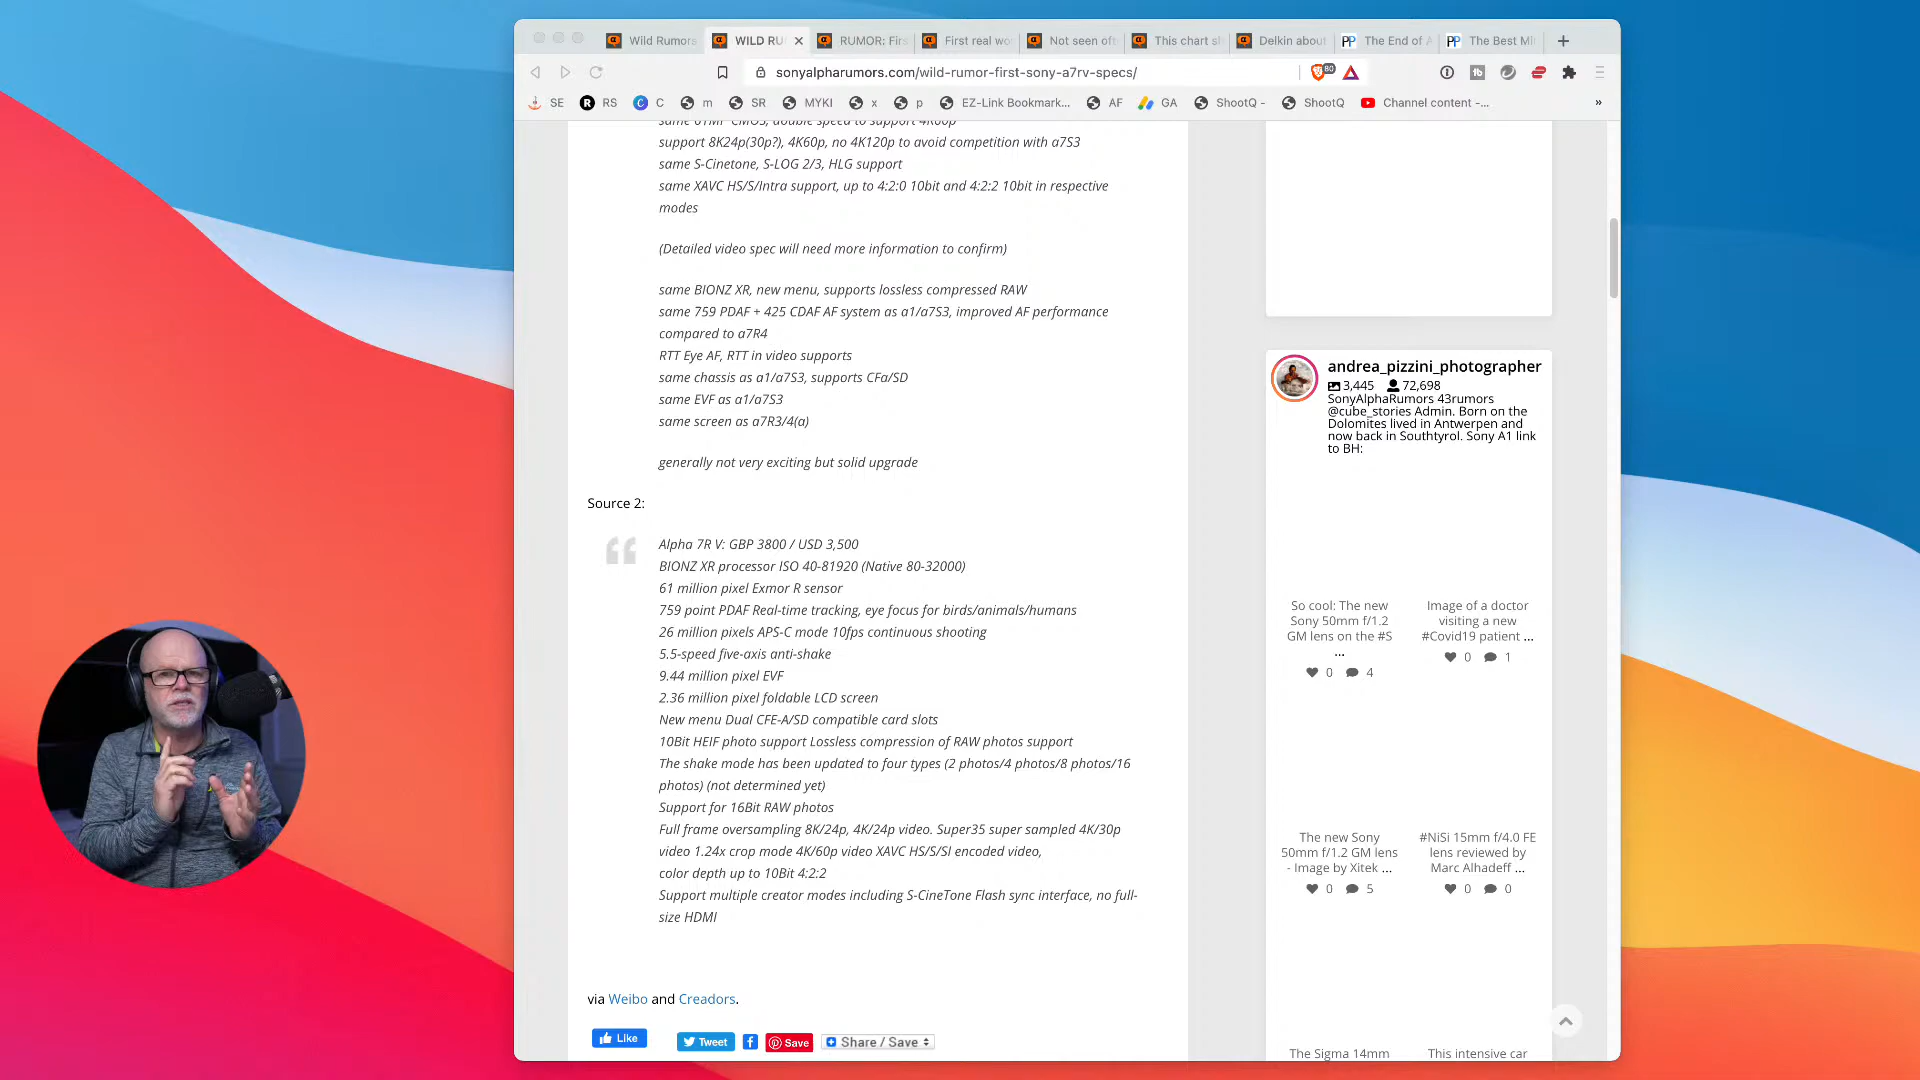 Wild Rumors
WILD RU
RUMOR: Firs
First real wo
Not seen oft
This chart sh
Delkin about
The End of A
The Best Mi
sonyalpharumors.com/wild-rumor-first-sony-a7rv-specs/
80
SE
RS
C
m
SR
MYKI
x
p
EZ-Link Bookmark...
AF
GA
ShootQ -
ShootQ
Channel content -...
»
same 61MP CMOS, double speed to support 4K60p
support 8K24p(30p?), 4K60p, no 4K120p to avoid competition with a7S3
same S-Cinetone, S-LOG 2/3, HLG support
same XAVC HS/S/Intra support, up to 4:2:0 10bit and 4:2:2 10bit in respective
modes
(Detailed video spec will need more information to confirm)
same BIONZ XR, new menu, supports lossless compressed RAW
same 759 PDAF + 425 CDAF AF system as a1/a7S3, improved AF performance
compared to a7R4
RTT Eye AF, RTT in video supports
same chassis as a1/a7S3, supports CFa/SD
same EVF as a1/a7S3
same screen as a7R3/4(a)
generally not very exciting but solid upgrade
Source 2:
Alpha 7R V: GBP 3800 / USD 3,500
BIONZ XR processor ISO 40-81920 (Native 80-32000)
61 million pixel Exmor R sensor
759 point PDAF Real-time tracking, eye focus for birds/animals/humans
26 million pixels APS-C mode 10fps continuous shooting
5.5-speed five-axis anti-shake
9.44 million pixel EVF
2.36 million pixel foldable LCD screen
New menu Dual CFE-A/SD compatible card slots
10Bit HEIF photo support Lossless compression of RAW photos support
The shake mode has been updated to four types (2 photos/4 photos/8 photos/16
photos) (not determined yet)
Support for 16Bit RAW photos
Full frame oversampling 8K/24p, 4K/24p video. Super35 super sampled 4K/30p
video 1.24x crop mode 4K/60p video XAVC HS/S/SI encoded video,
color depth up to 10Bit 4:2:2
Support multiple creator modes including S-CineTone Flash sync interface, no full-
size HDMI
via Weibo and Creadors.
Like
Tweet
Save
Share / Save
andrea_pizzini_photographer
3,445 72,698
SonyAlphaRumors 43rumors
@cube_stories Admin. Born on the
Dolomites lived in Antwerpen and
now back in Southtyrol. Sony A1 link
to BH:
So cool: The new
Sony 50mm f/1.2
GM lens on the #S
...
0 4
Image of a doctor
visiting a new
#Covid19 patient ...
0 1
The new Sony
50mm f/1.2 GM lens
- Image by Xitek ...
0 5
#NiSi 15mm f/4.0 FE
lens reviewed by
Marc Alhadeff ...
0 0
The Sigma 14mm
This intensive car